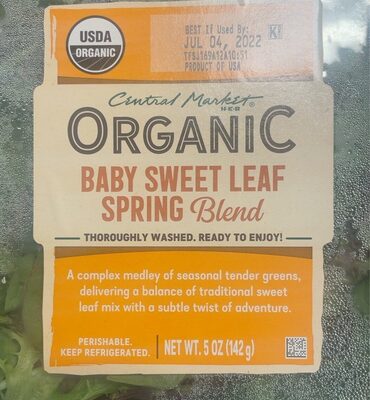 USDA
ORGANIC
BEST If Used By:
JUL 04, 2022
PRODUCT OF USA
K
Central Market®
H-E-B
ORGANIC
BABY SWEET LEAF
SPRING Blend
THOROUGHLY WASHED. READY TO ENJOY!
A complex medley of seasonal tender greens,
delivering a balance of traditional sweet
leaf mix with a subtle twist of adventure.
PERISHABLE.
KEEP REFRIGERATED.
NET WT. 5 OZ (142 g)